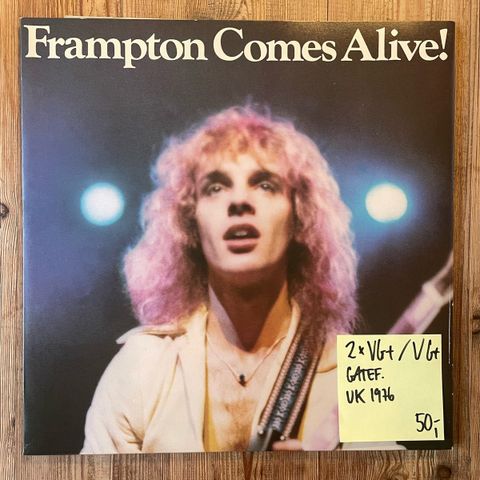 Frampton Comes Alive!
2 x VG+ / VG+
GATEF.
UK 1976
50,-